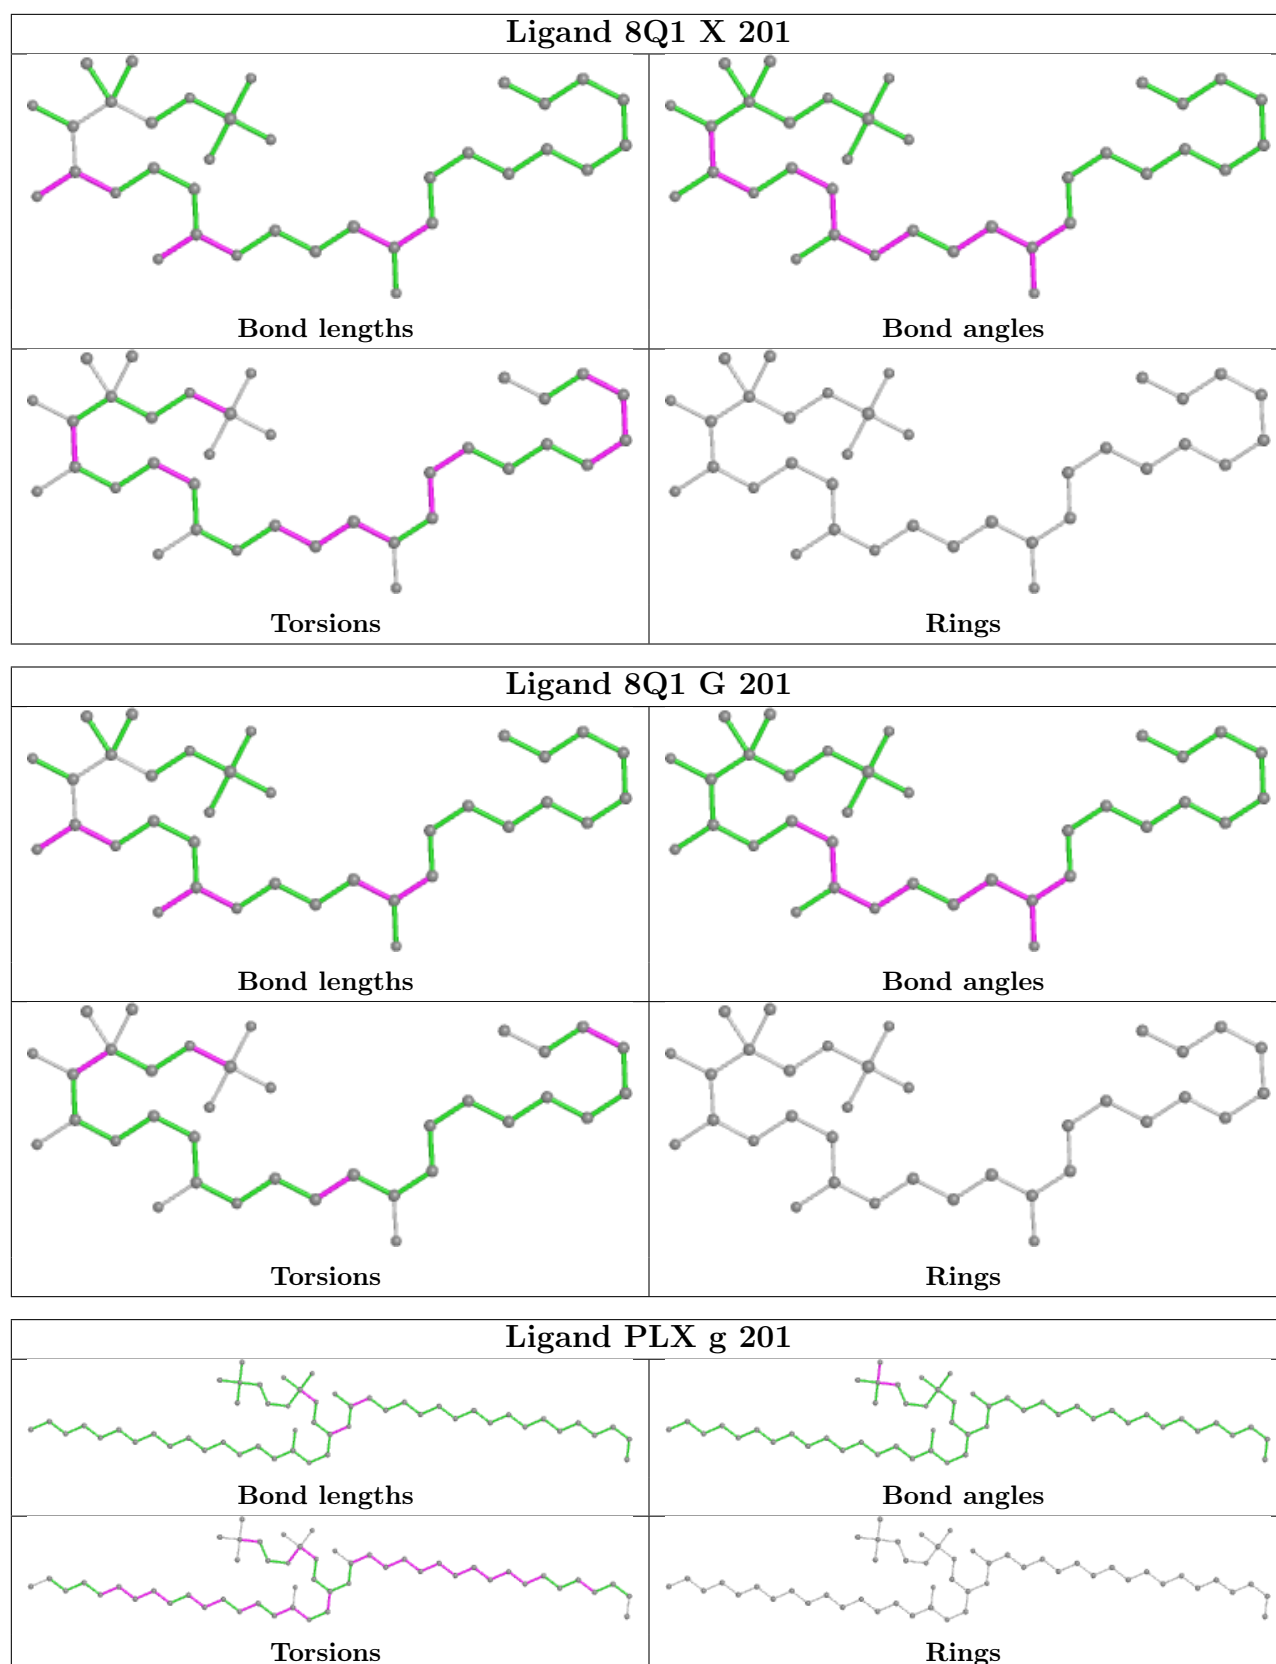 Ligand 8Q1 X 201
Bond lengths
Bond angles
Torsions
Rings
Ligand 8Q1 G 201
Bond lengths
Bond angles
Torsions
Rings
Ligand PLX g 201
Bond lengths
Bond angles
Torsions
Rings